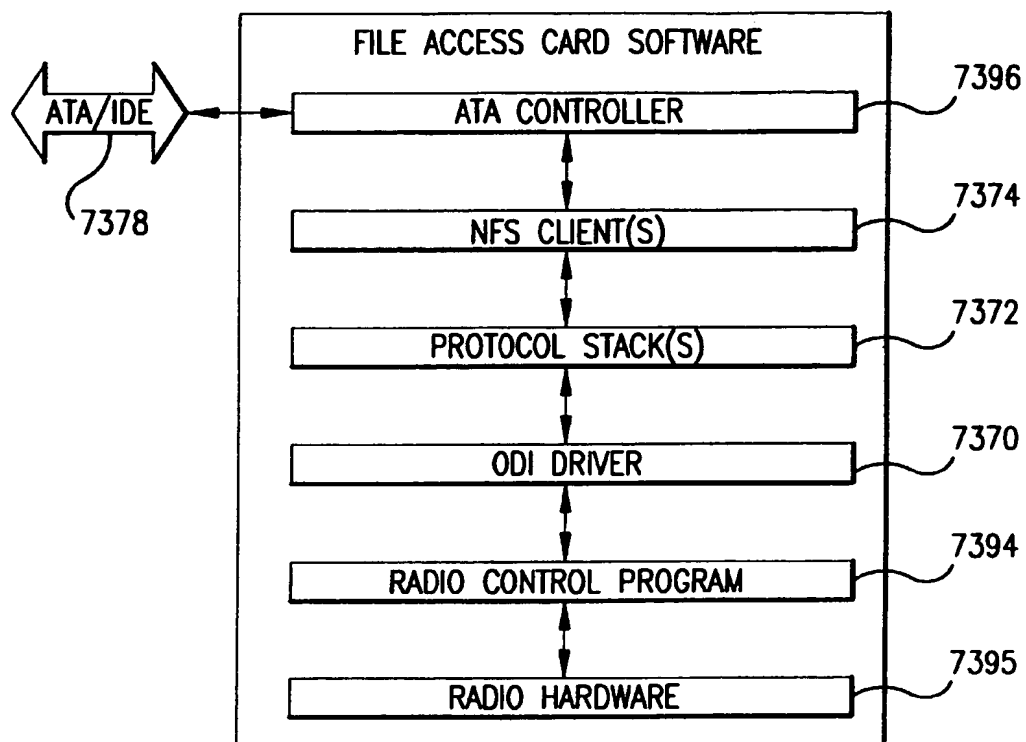 FILE ACCESS CARD SOFTWARE
7396
ATA/IDE
ATA CONTROLLER
7378
7374
NFS CLIENT(S)
7372
PROTOCOL STACK(S)
7370
ODI DRIVER
7394
RADIO CONTROL PROGRAM
7395
RADIO HARDWARE